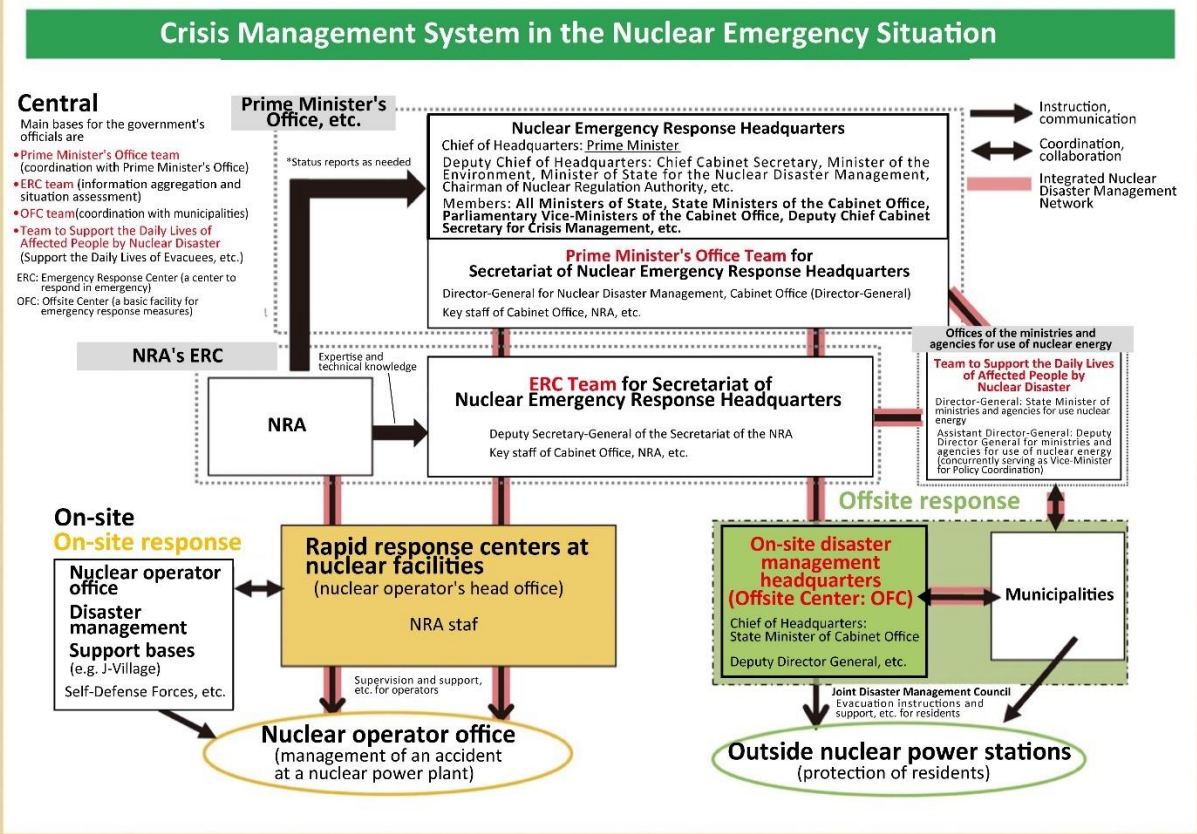 Crisis Management System in the Nuclear Emergency Situation
Central
Main bases for the government's
officials are
•Prime Minister's Office team
(coordination with Prime Minister's Office)
•ERC team (information aggregation and
situation assessment)
•OFC team(coordination with municipalities)
•Team to Support the Daily Lives of
Affected People by Nuclear Disaster
(Support the Daily Lives of Evacuees, etc.)
ERC: Emergency Response Center (a center to
respond in emergency)
OFC: Offsite Center (a basic facility for
emergency response measures)
Prime Minister's
Office, etc.
*Status reports as needed
Nuclear Emergency Response Headquarters
Chief of Headquarters: Prime Minister
Deputy Chief of Headquarters: Chief Cabinet Secretary, Minister of the
Environment, Minister of State for the Nuclear Disaster Management,
Chairman of Nuclear Regulation Authority, etc.
Members: All Ministers of State, State Ministers of the Cabinet Office,
Parliamentary Vice-Ministers of the Cabinet Office, Deputy Chief Cabinet
Secretary for Crisis Management, etc.
Prime Minister's Office Team for
Secretariat of Nuclear Emergency Response Headquarters
Director-General for Nuclear Disaster Management, Cabinet Office (Director-General)
Key staff of Cabinet Office, NRA, etc.
Instruction,
communication
Coordination,
collaboration
Integrated Nuclear
Disaster Management
Network
NRA's ERC
Expertise and
technical knowledge
NRA
ERC Team for Secretariat of
Nuclear Emergency Response Headquarters
Deputy Secretary-General of the Secretariat of the NRA
Key staff of Cabinet Office, NRA, etc.
Offices of the ministries and
agencies for use of nuclear energy
Team to Support the Daily Lives
of Affected People by
Nuclear Disaster
Director-General: State Minister of
ministries and agencies for use nuclear
energy
Assistant Director-General: Deputy
Director General for ministries and
agencies for use of nuclear energy
(concurrently serving as Vice-Minister
for Policy Coordination)
On-site
On-site response
Nuclear operator
office
Disaster
management
Support bases
(e.g. J-Village)
Self-Defense Forces, etc.
Rapid response centers at
nuclear facilities
(nuclear operator's head office)
NRA staf
Supervision and support,
etc. for operators
Nuclear operator office
(management of an accident
at a nuclear power plant)
Offsite response
On-site disaster
management
headquarters
(Offsite Center: OFC)
Chief of Headquarters:
State Minister of Cabinet Office
Deputy Director General, etc.
Municipalities
Joint Disaster Management Council
Evacuation instructions and
support, etc. for residents
Outside nuclear power stations
(protection of residents)